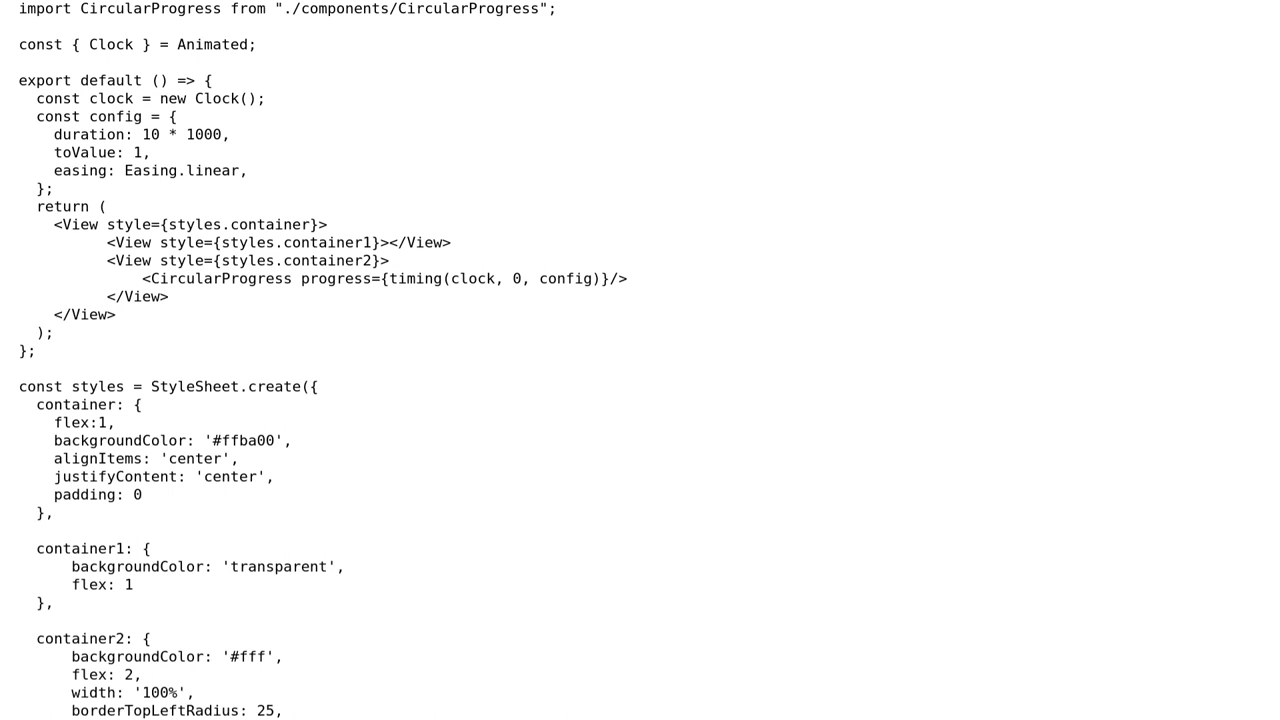 import CircularProgress from "./components/CircularProgress";

const { Clock } = Animated;

export default () => {
  const clock = new Clock();
  const config = {
    duration: 10 * 1000,
    toValue: 1,
    easing: Easing.linear,
  };
  return (
    <View style={styles.container}>
          <View style={styles.container1}></View>
          <View style={styles.container2}>
              <CircularProgress progress={timing(clock, 0, config)}/>
          </View>
    </View>
  );
};

const styles = StyleSheet.create({
  container: {
    flex:1,
    backgroundColor: '#ffba00',
    alignItems: 'center',
    justifyContent: 'center',
    padding: 0
  },

  container1: {
      backgroundColor: 'transparent',
      flex: 1
  },

  container2: {
      backgroundColor: '#fff',
      flex: 2,
      width: '100%',
      borderTopLeftRadius: 25,